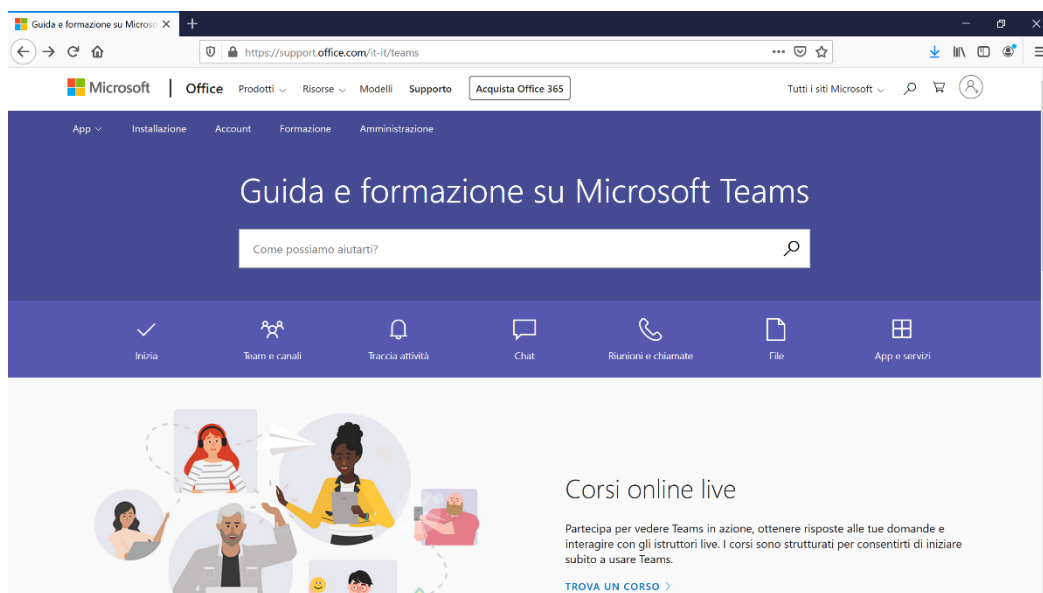 Guida e formazione su Micros
https://support.office.com/it-it/teams
Microsoft | Office Prodotti Risorse Modelli Supporto Acquista Office 365 Tutti i siti Microsoft
App Installazione Account Formazione Amministrazione
Guida e formazione su Microsoft Teams
Come possiamo aiutarti?
Inizia Team e canali Traccia attività Chat Riunioni e chiamate File App e servizi
Corsi online live
Partecipa per vedere Teams in azione, ottenere risposte alle tue domande e
interagire con gli istruttori live. I corsi sono strutturati per consentirti di iniziare
subito a usare Teams.
TROVA UN CORSO >